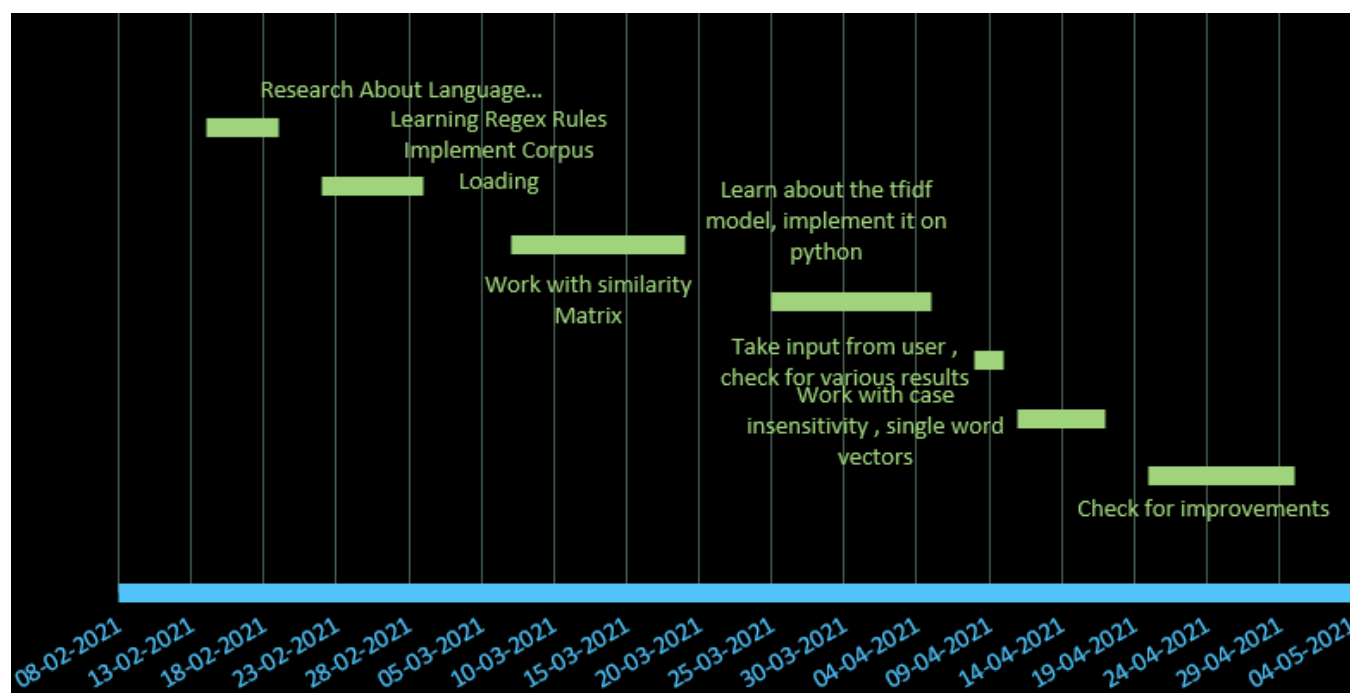 Research About Language...
Learning Regex Rules
Implement Corpus
Loading
Learn about the tfidf
model, implement it on
python
Work with similarity
Matrix
Take input from user ,
check for various results
Work with case
insensitivity , single word
vectors
Check for improvements
08-02-2021
13-02-2021
18-02-2021
23-02-2021
28-02-2021
05-03-2021
10-03-2021
15-03-2021
20-03-2021
25-03-2021
30-03-2021
04-04-2021
09-04-2021
14-04-2021
19-04-2021
24-04-2021
29-04-2021
04-05-2021